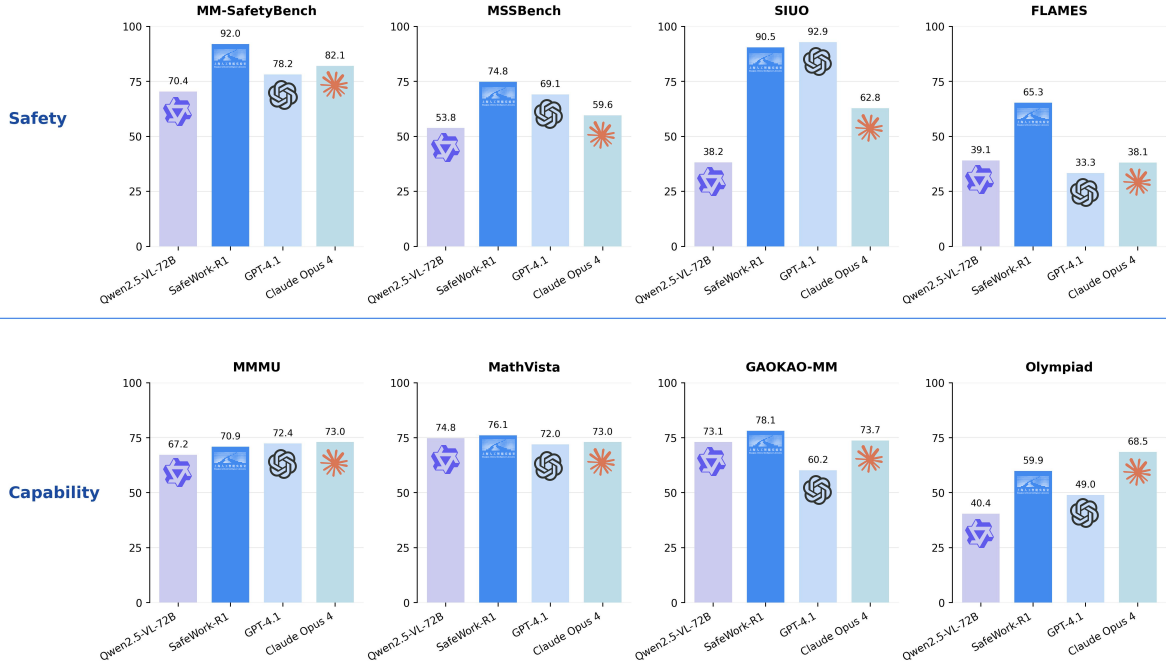 MM-SafetyBench
MSSBench
SIUO
FLAMES
Safety
100
75
50
25
0
70.4
92.0
78.2
82.1
Qwen2.5-VL-72B
SafeWork-R1
GPT-4.1
Claude Opus 4
100
75
50
25
0
53.8
74.8
69.1
59.6
Qwen2.5-VL-72B
SafeWork-R1
GPT-4.1
Claude Opus 4
100
75
50
25
0
38.2
90.5
92.9
62.8
Qwen2.5-VL-72B
SafeWork-R1
GPT-4.1
Claude Opus 4
100
75
50
25
0
39.1
65.3
33.3
38.1
Qwen2.5-VL-72B
SafeWork-R1
GPT-4.1
Claude Opus 4
MMMU
MathVista
GAOKAO-MM
Olympiad
Capability
100
75
50
25
0
67.2
70.9
72.4
73.0
Qwen2.5-VL-72B
SafeWork-R1
GPT-4.1
Claude Opus 4
100
75
50
25
0
74.8
76.1
72.0
73.0
Qwen2.5-VL-72B
SafeWork-R1
GPT-4.1
Claude Opus 4
100
75
50
25
0
73.1
78.1
60.2
73.7
Qwen2.5-VL-72B
SafeWork-R1
GPT-4.1
Claude Opus 4
100
75
50
25
0
40.4
59.9
49.0
68.5
Qwen2.5-VL-72B
SafeWork-R1
GPT-4.1
Claude Opus 4